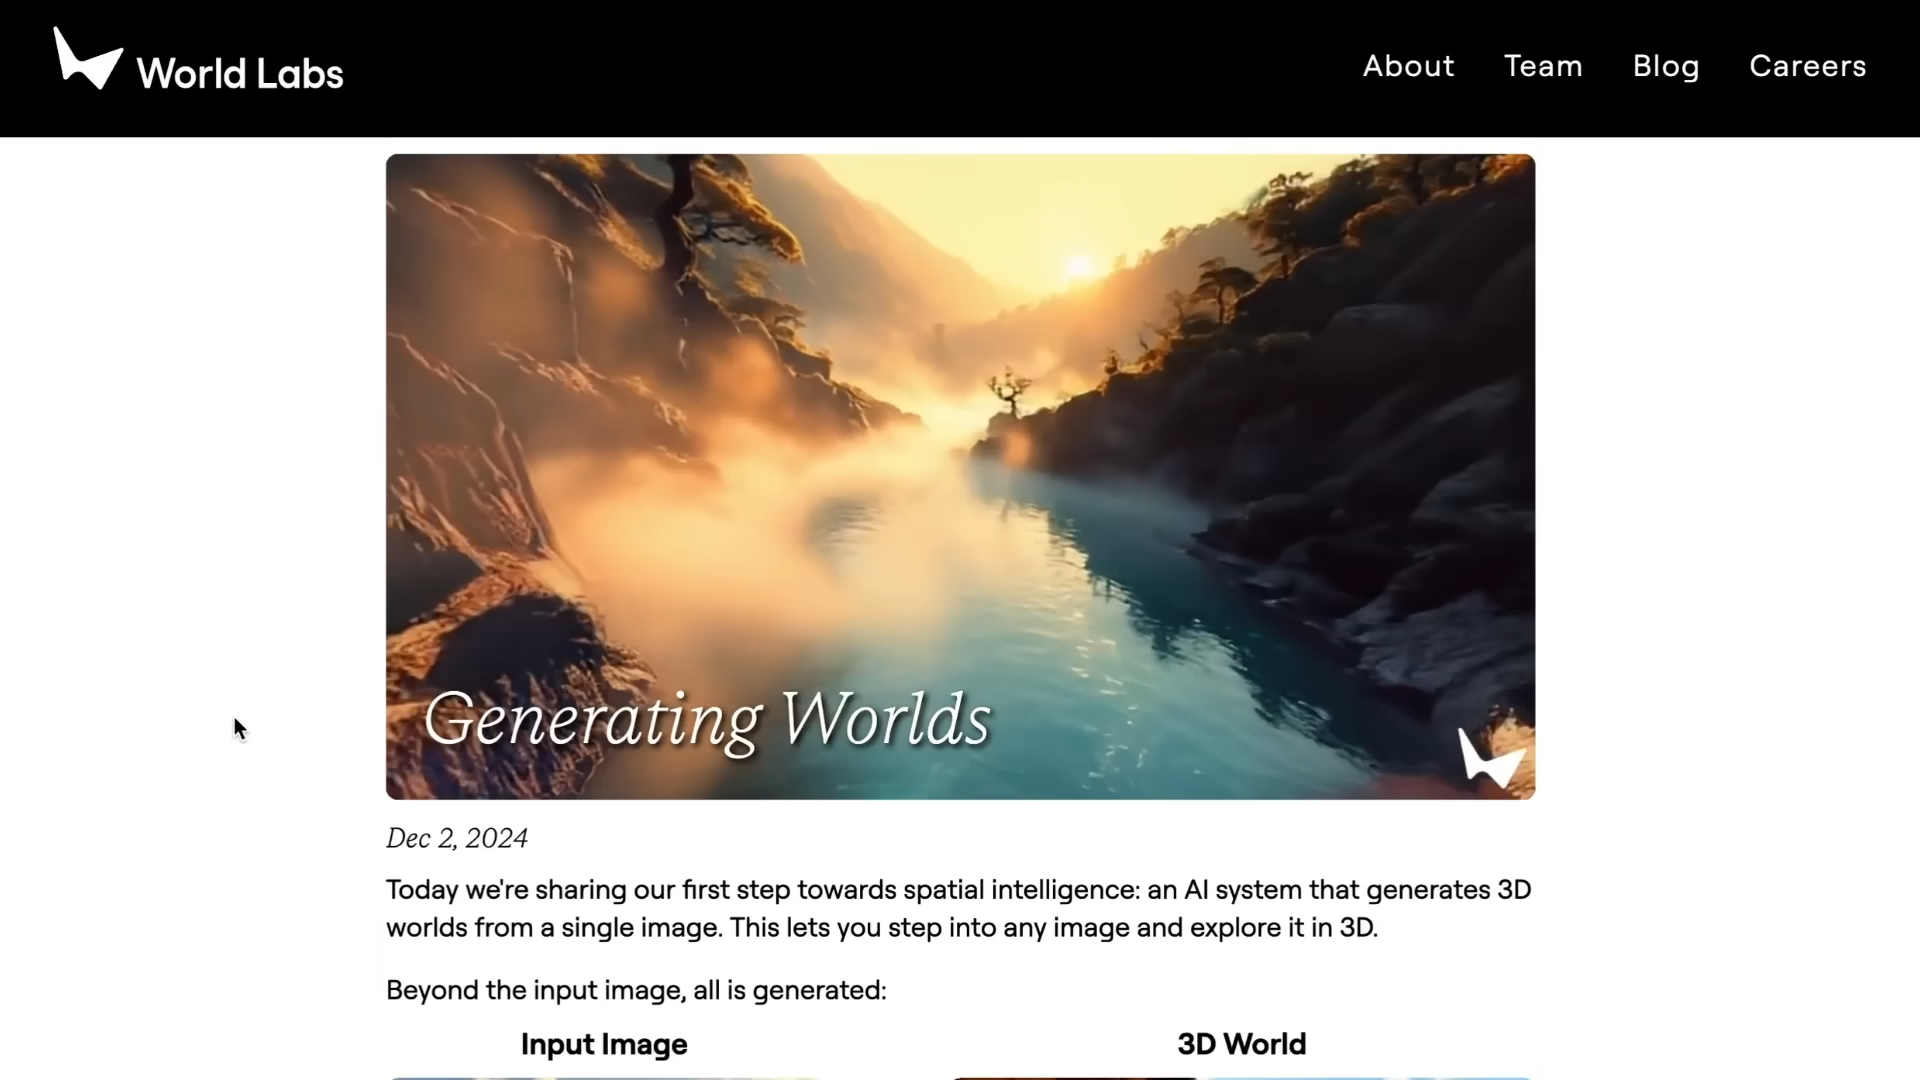 World Labs
About Team Blog Careers
Generating Worlds
Dec 2, 2024
Today we're sharing our first step towards spatial intelligence: an AI system that generates 3D
worlds from a single image. This lets you step into any image and explore it in 3D.
Beyond the input image, all is generated:
Input Image
3D World